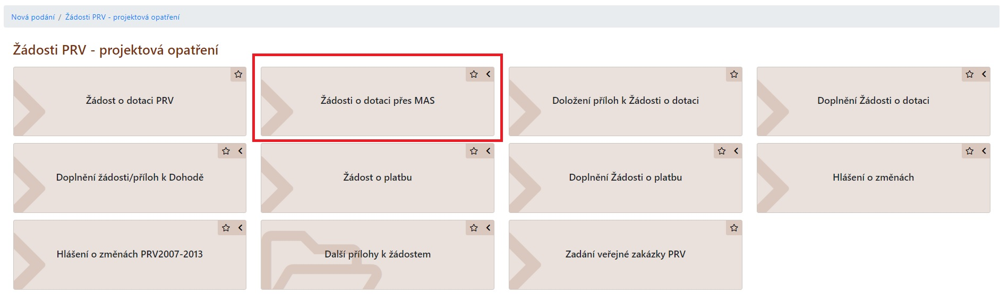 Nová podání / Žádosti PRV - projektová opatření
Žádosti PRV - projektová opatření
Žádost o dotaci PRV
Žádosti o dotaci přes MAS
Doložení příloh k Žádosti o dotaci
Doplnění Žádosti o dotaci
Doplnění žádosti/příloh k Dohodě
Žádost o platbu
Doplnění Žádosti o platbu
Hlášení o změnách
Hlášení o změnách PRV2007-2013
Další přílohy k žádostem
Zadání veřejné zakázky PRV